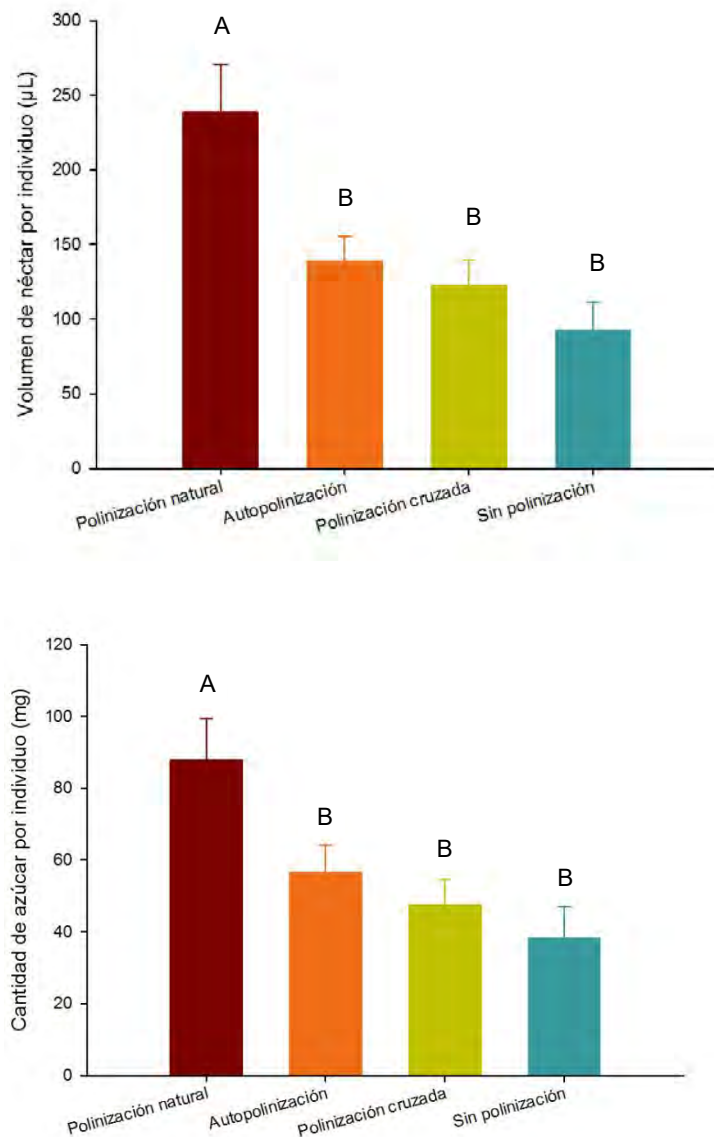 300
250
200
150
100
50
0
Volumen de néctar por individuo (µL)
A
B
B
B
Polinización natural
Autopolinización
Polinización cruzada
Sin polinización
120
100
80
60
40
20
0
Cantidad de azúcar por individuo (mg)
A
B
B
B
Polinización natural
Autopolinización
Polinización cruzada
Sin polinización